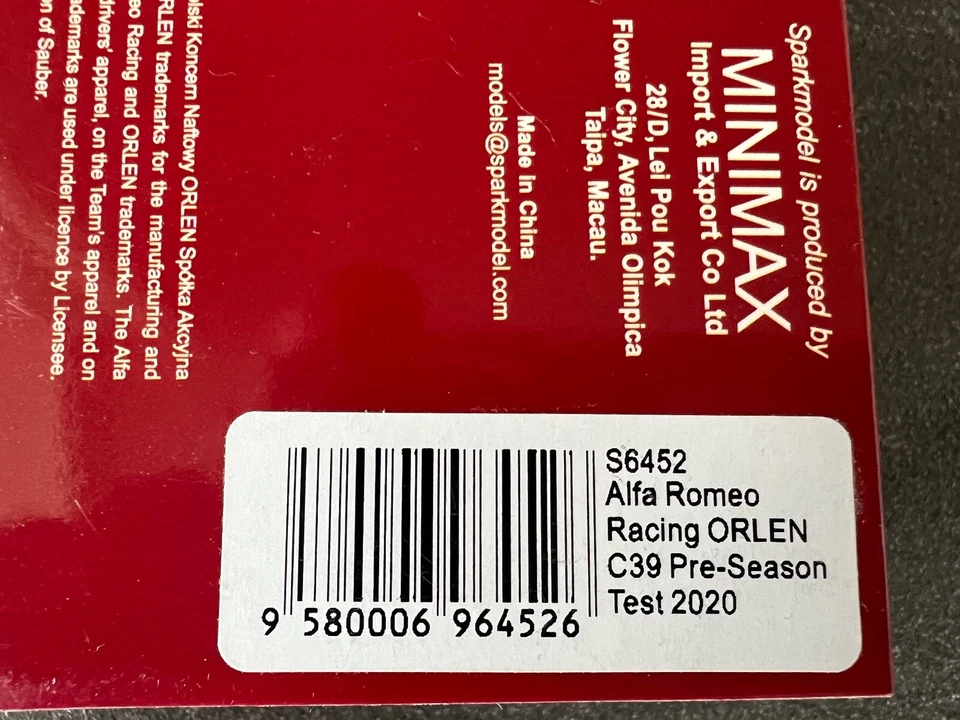 Sparkmodel is produced by
MINIMAX
Import & Export Co Ltd
28/D, Lei Pou Kok
Flower City, Avenida Olimpica
Taipa, Macau.
Made in China
models@sparkmodel.com
Koncern Naftowy ORLEN Spółka Akcyjna
trademarks for the manufacturing and
Racing and ORLEN trademarks. The Alfa
drivers' apparel, on the Team's apparel and on
are used under licence by Licensee,
of Sauber.
S6452
Alfa Romeo
Racing ORLEN
C39 Pre-Season
Test 2020
9 580006 964526